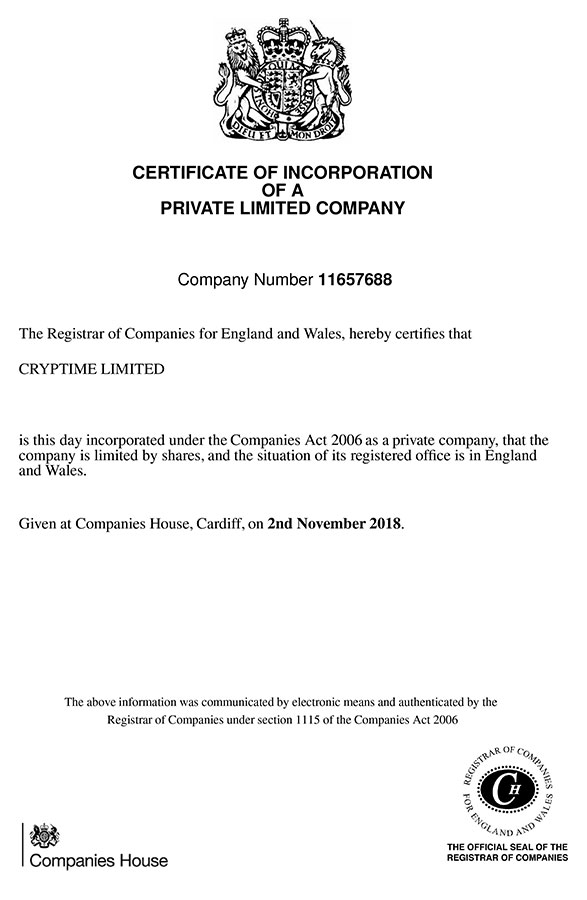 QUI MAL
HONI
PENSE
DIEU ET MON DROIT
CERTIFICATE OF INCORPORATION
OF A
PRIVATE LIMITED COMPANY
Company Number 11657688
The Registrar of Companies for England and Wales, hereby certifies that
CRYPTIME LIMITED
is this day incorporated under the Companies Act 2006 as a private company, that the
company is limited by shares, and the situation of its registered office is in England
and Wales.
Given at Companies House, Cardiff, on 2nd November 2018.
The above information was communicated by electronic means and authenticated by the
Registrar of Companies under section 1115 of the Companies Act 2006
REGISTRAR OF COMPANIES
FOR ENGLAND AND WALES
CH
THE OFFICIAL SEAL OF THE
REGISTRAR OF COMPANIES
Companies House